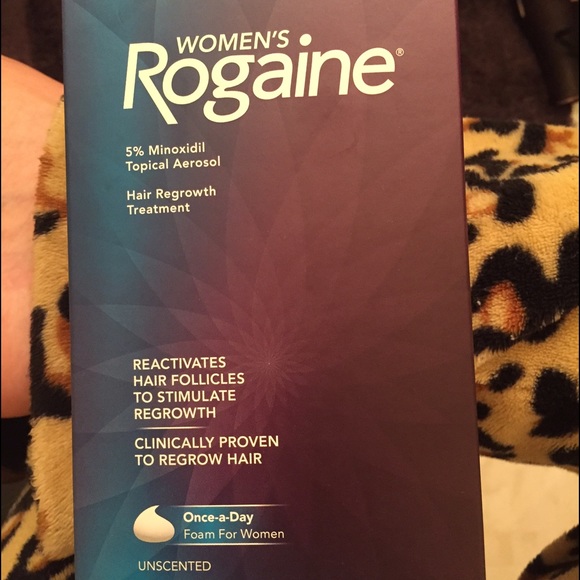 WOMEN'S
Rogaine®
5% Minoxidil
Topical Aerosol
Hair Regrowth
Treatment
REACTIVATES
HAIR FOLLICLES
TO STIMULATE
REGROWTH
CLINICALLY PROVEN
TO REGROW HAIR
Once-a-Day
Foam For Women
UNSCENTED